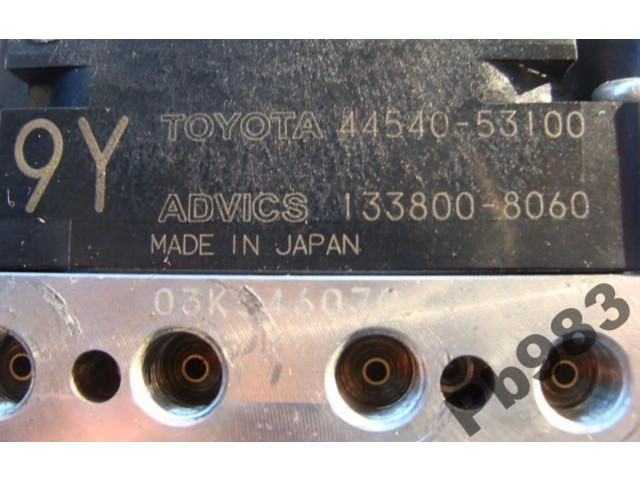 9Y
TOYOTA 44540-53100
ADVICS 133800-8060
MADE IN JAPAN
Pb983